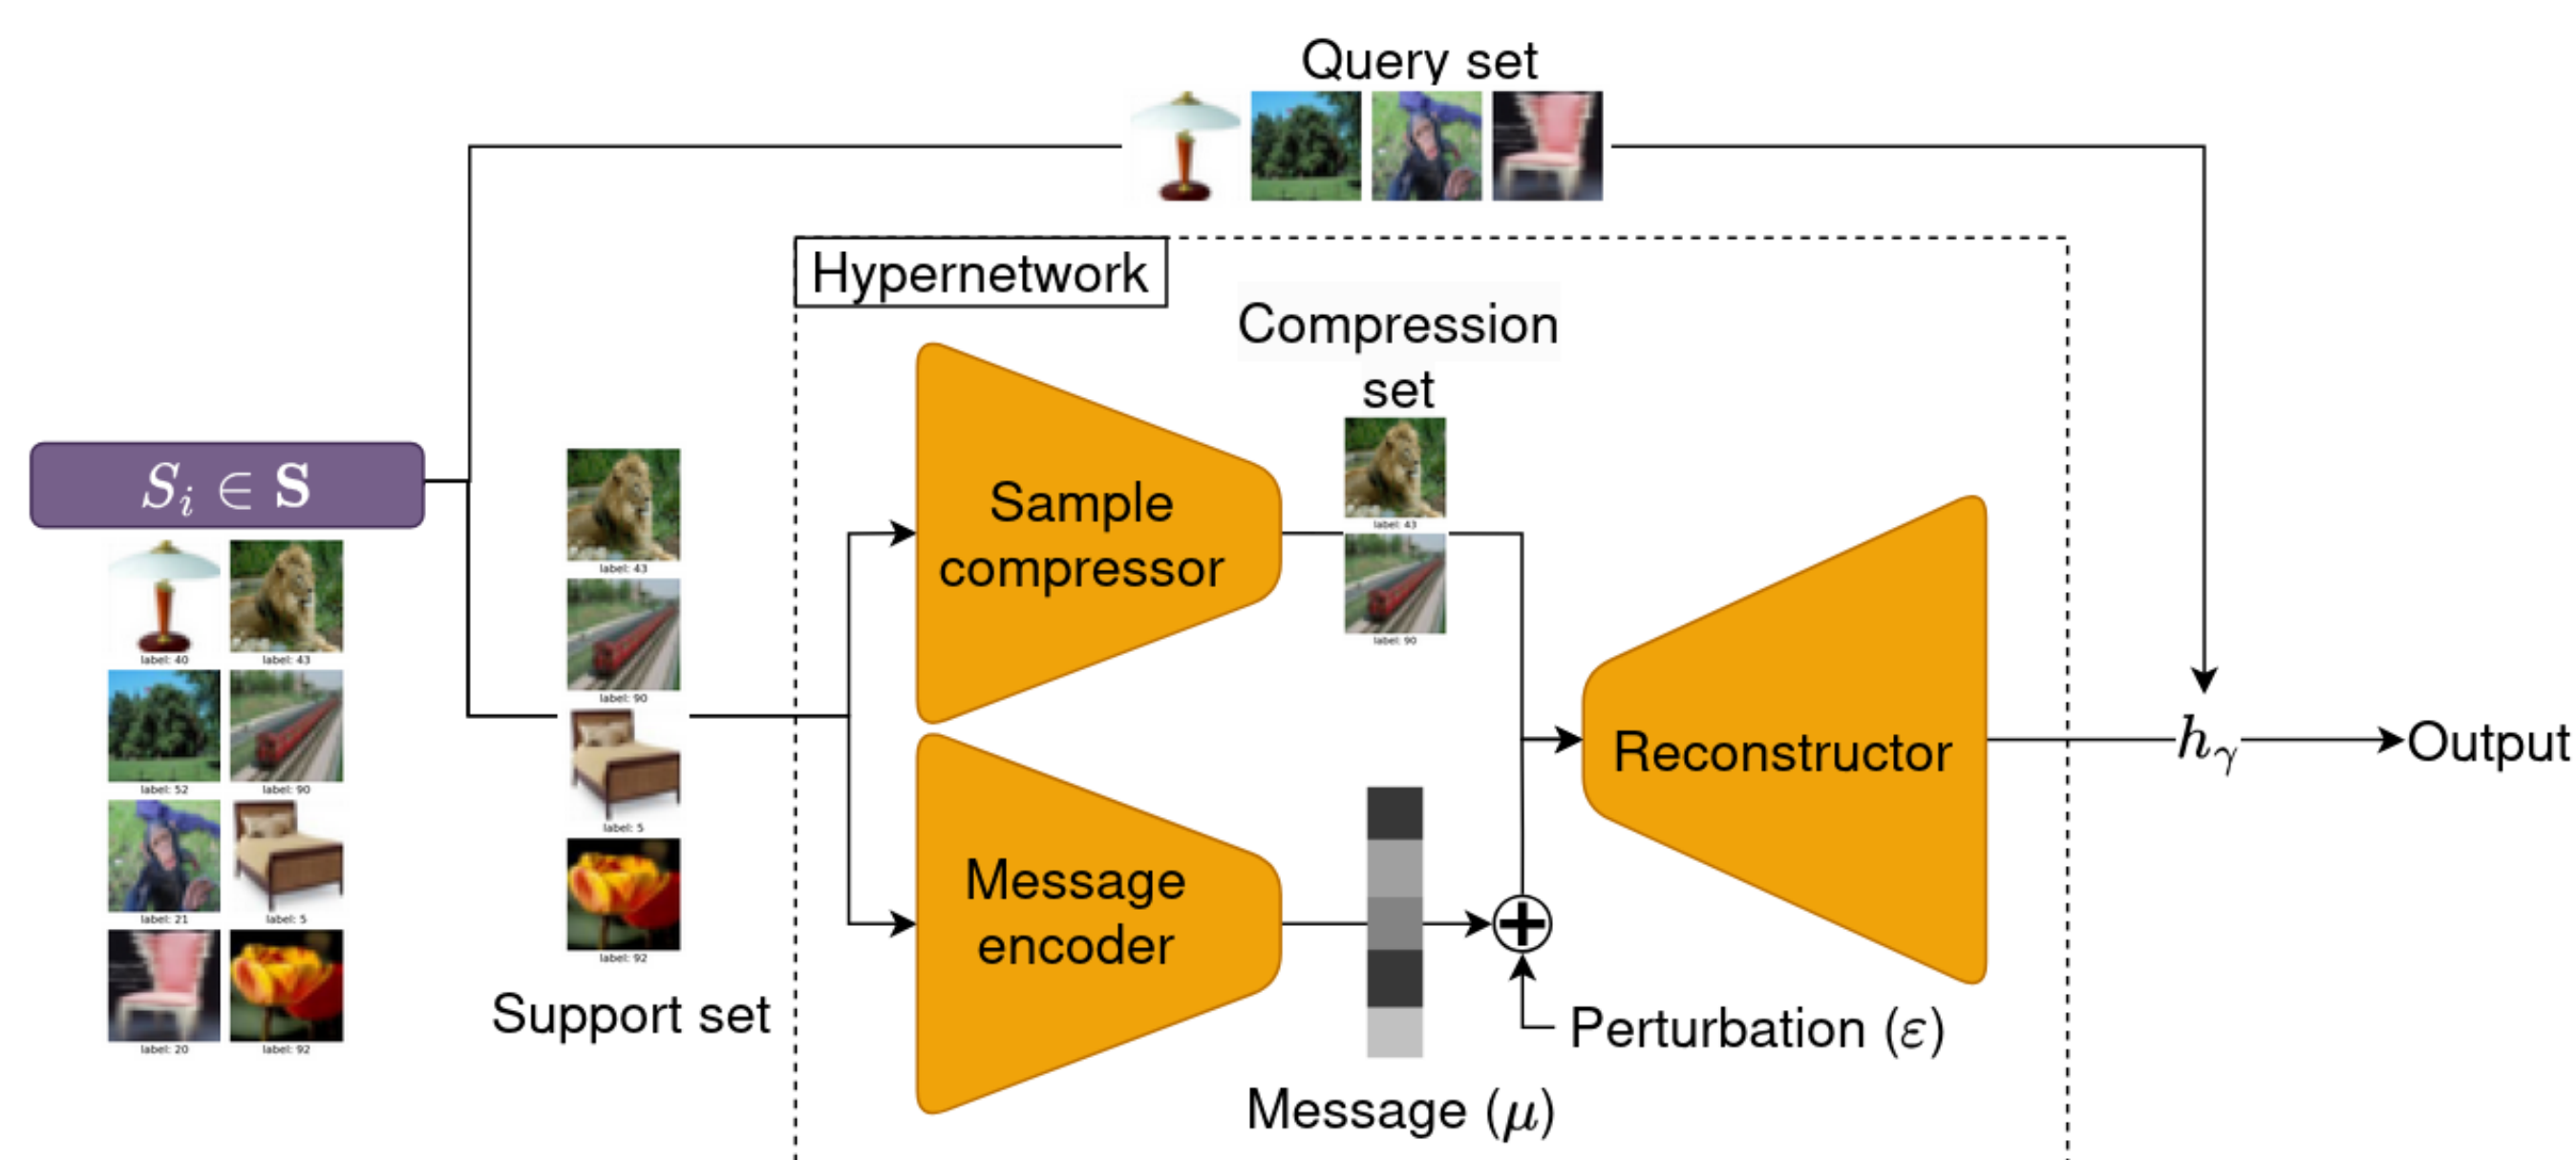 Query set
Hypernetwork
Compression
set
S_i ∈ S
Sample
compressor
label: 43
label: 90
label: 40
label: 43
label: 52
label: 90
label: 21
label: 5
label: 20
label: 92
label: 43
label: 90
label: 5
label: 92
Support set
Message
encoder
Reconstructor
h_γ
Output
Perturbation (ε)
Message (μ)